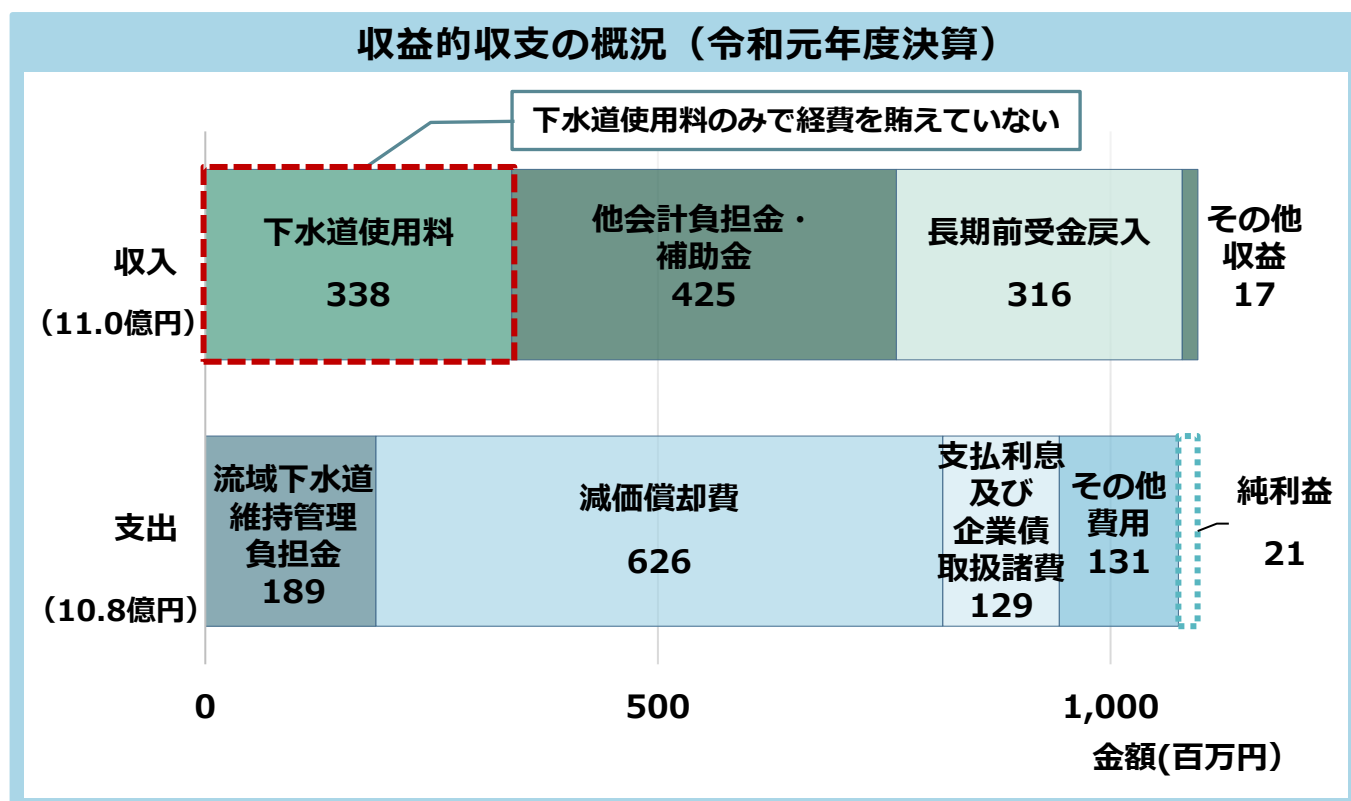 収益的収支の概況（令和元年度決算）
下水道使用料のみで経費を賄えていない
収入
（11.0億円）
下水道使用料
338
他会計負担金・
補助金
425
長期前受金戻入
316
その他
収益
17
支出
（10.8億円）
流域下水道
維持管理
負担金
189
減価償却費
626
支払利息
及び
企業債
取扱諸費
129
その他
費用
131
純利益
21
0
500
1,000
金額(百万円）